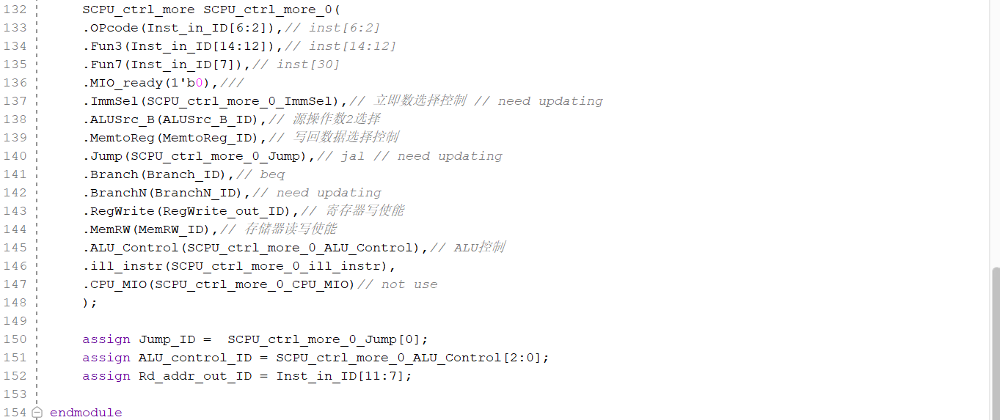 132 SCPU_ctrl_more SCPU_ctrl_more_0(
133 .OPcode(Inst_in_ID[6:2]),// inst[6:2]
134 .Fun3(Inst_in_ID[14:12]),// inst[14:12]
135 .Fun7(Inst_in_ID[7]),// inst[30]
136 .MIO_ready(1'b0),///
137 .ImmSel(SCPU_ctrl_more_0_ImmSel),// 立即数选择控制 // need updating
138 .ALUSrc_B(ALUSrc_B_ID),// 源操作数2选择
139 .MemtoReg(MemtoReg_ID),// 写回数据选择控制
140 .Jump(SCPU_ctrl_more_0_Jump),// jal // need updating
141 .Branch(Branch_ID),// beq
142 .BranchN(BranchN_ID),// need updating
143 .RegWrite(RegWrite_out_ID),// 寄存器写使能
144 .MemRW(MemRW_ID),// 存储器读写使能
145 .ALU_Control(SCPU_ctrl_more_0_ALU_Control),// ALU控制
146 .ill_instr(SCPU_ctrl_more_0_ill_instr),
147 .CPU_MIO(SCPU_ctrl_more_0_CPU_MIO)// not use
148 );
149
150 assign Jump_ID =  SCPU_ctrl_more_0_Jump[0];
151 assign ALU_control_ID = SCPU_ctrl_more_0_ALU_Control[2:0];
152 assign Rd_addr_out_ID = Inst_in_ID[11:7];
153
154 endmodule